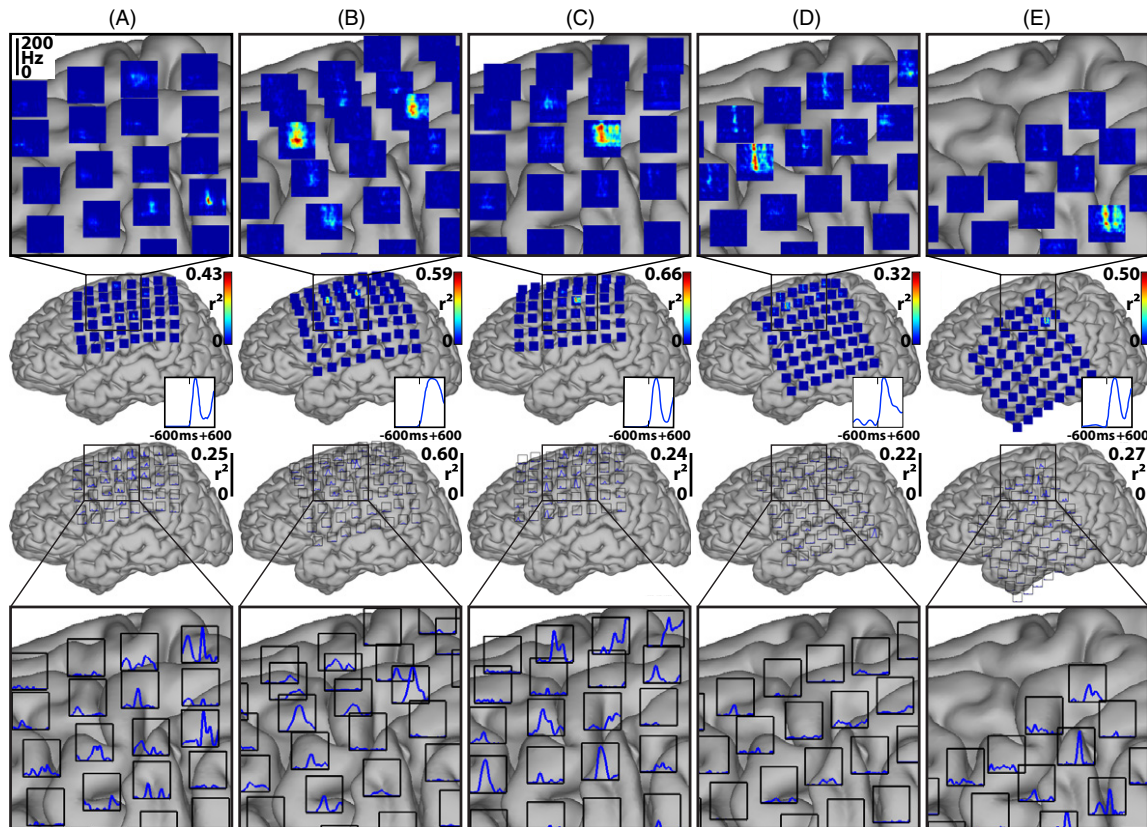 (A) (B) (C) (D) (E)
200
Hz
0
0.43 0.59 0.66 0.32 0.50
r² r² r² r² r²
0 0 0 0 0
-600ms+600 -600ms+600 -600ms+600 -600ms+600 -600ms+600
0.25 0.60 0.24 0.22 0.27
r² r² r² r² r²
0 0 0 0 0